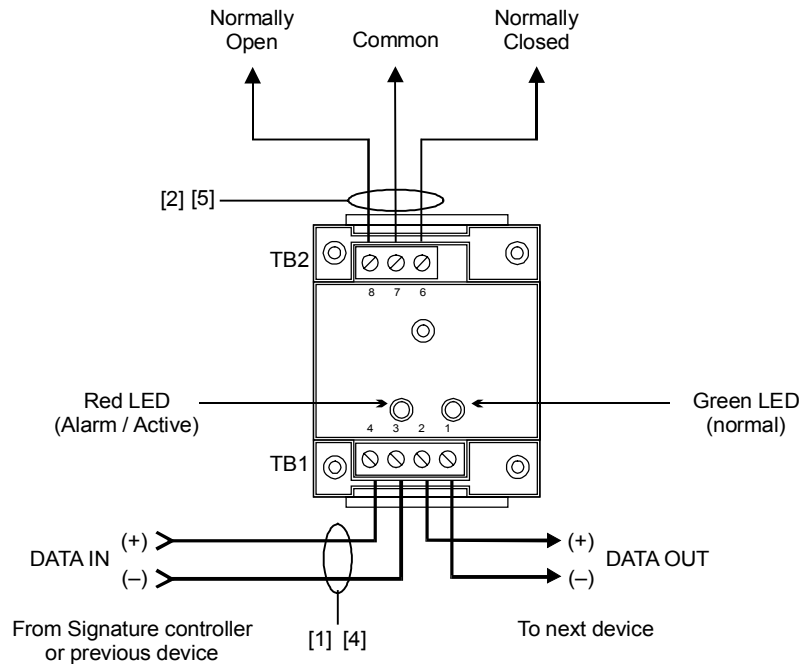 Normally
Open
Common
Normally
Closed
[2] [5]
TB2
8 7 6
Red LED
(Alarm / Active)
Green LED
(normal)
4 3 2 1
TB1
DATA IN
(+)
(–)
(+)
(–)
DATA OUT
From Signature controller
or previous device
[1] [4]
To next device